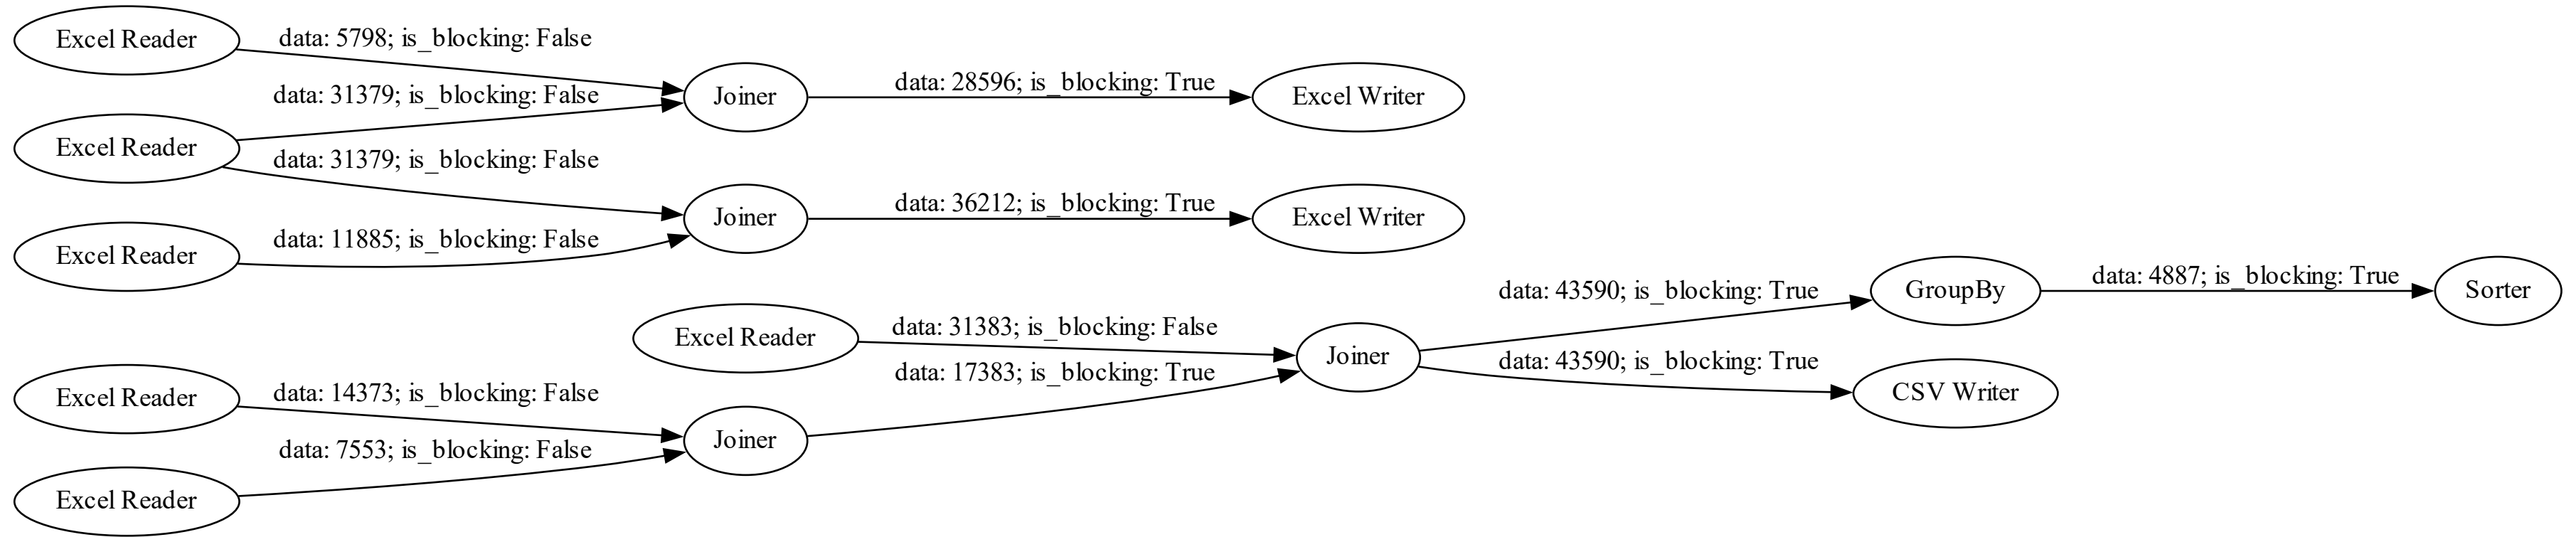 Excel Reader
data: 5798; is_blocking: False
data: 31379; is_blocking: False
Joiner
data: 28596; is_blocking: True
Excel Writer
Excel Reader
data: 31379; is_blocking: False
Joiner
data: 36212; is_blocking: True
Excel Writer
Excel Reader
data: 11885; is_blocking: False
Excel Reader
data: 31383; is_blocking: False
data: 17383; is_blocking: True
Joiner
data: 43590; is_blocking: True
GroupBy
data: 4887; is_blocking: True
Sorter
data: 43590; is_blocking: True
CSV Writer
Excel Reader
data: 14373; is_blocking: False
Joiner
data: 7553; is_blocking: False
Excel Reader